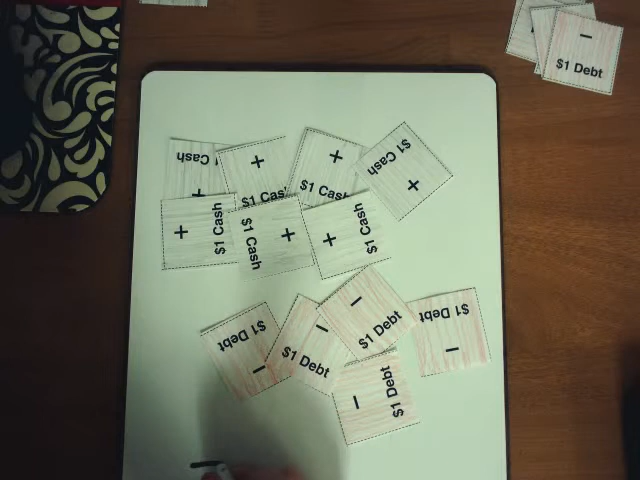 −
$1 Debt
$1 Cash
+
+
$1 Cas
+
$1 Cash
$1 Cash
+
+
$1 Cash
$1 Cash
+
+
$1 Cash
$1 Debt
−
−
$1 Debt
−
$1 Debt
$1 Debt
−
−
$1 Debt